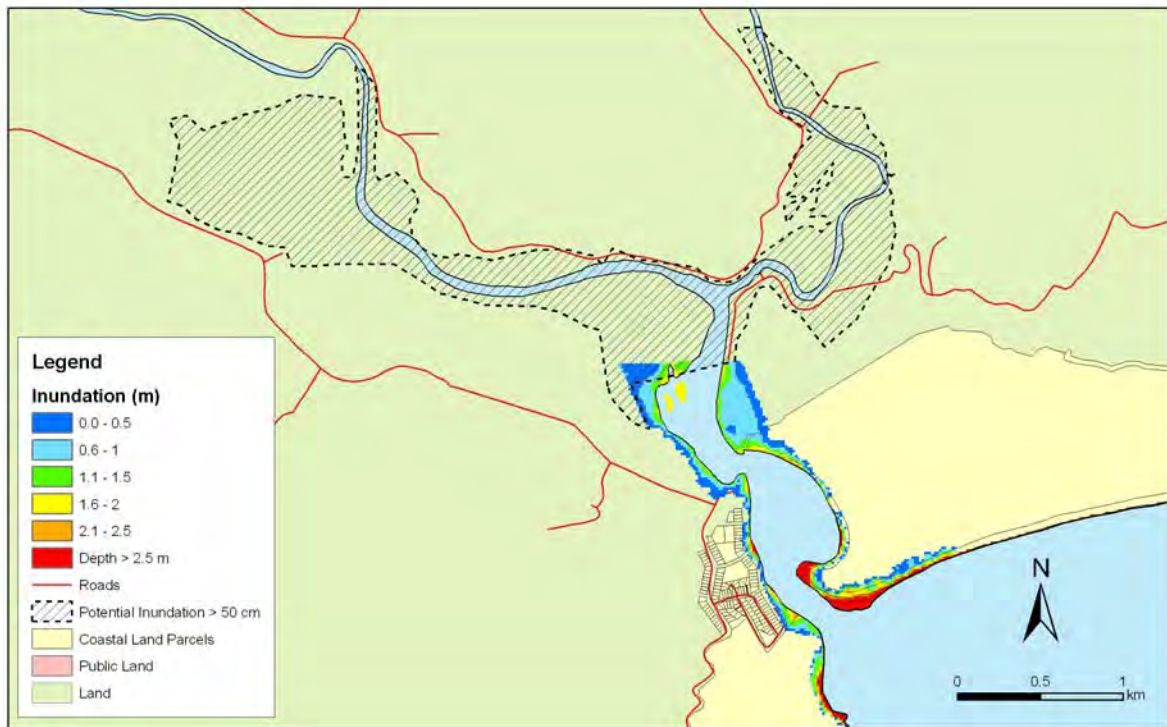 Legend
Inundation (m)
0.0 - 0.5
0.6 - 1
1.1 - 1.5
1.6 - 2
2.1 - 2.5
Depth > 2.5 m
Roads
Potential Inundation > 50 cm
Coastal Land Parcels
Public Land
Land
N
0 0.5 1
km